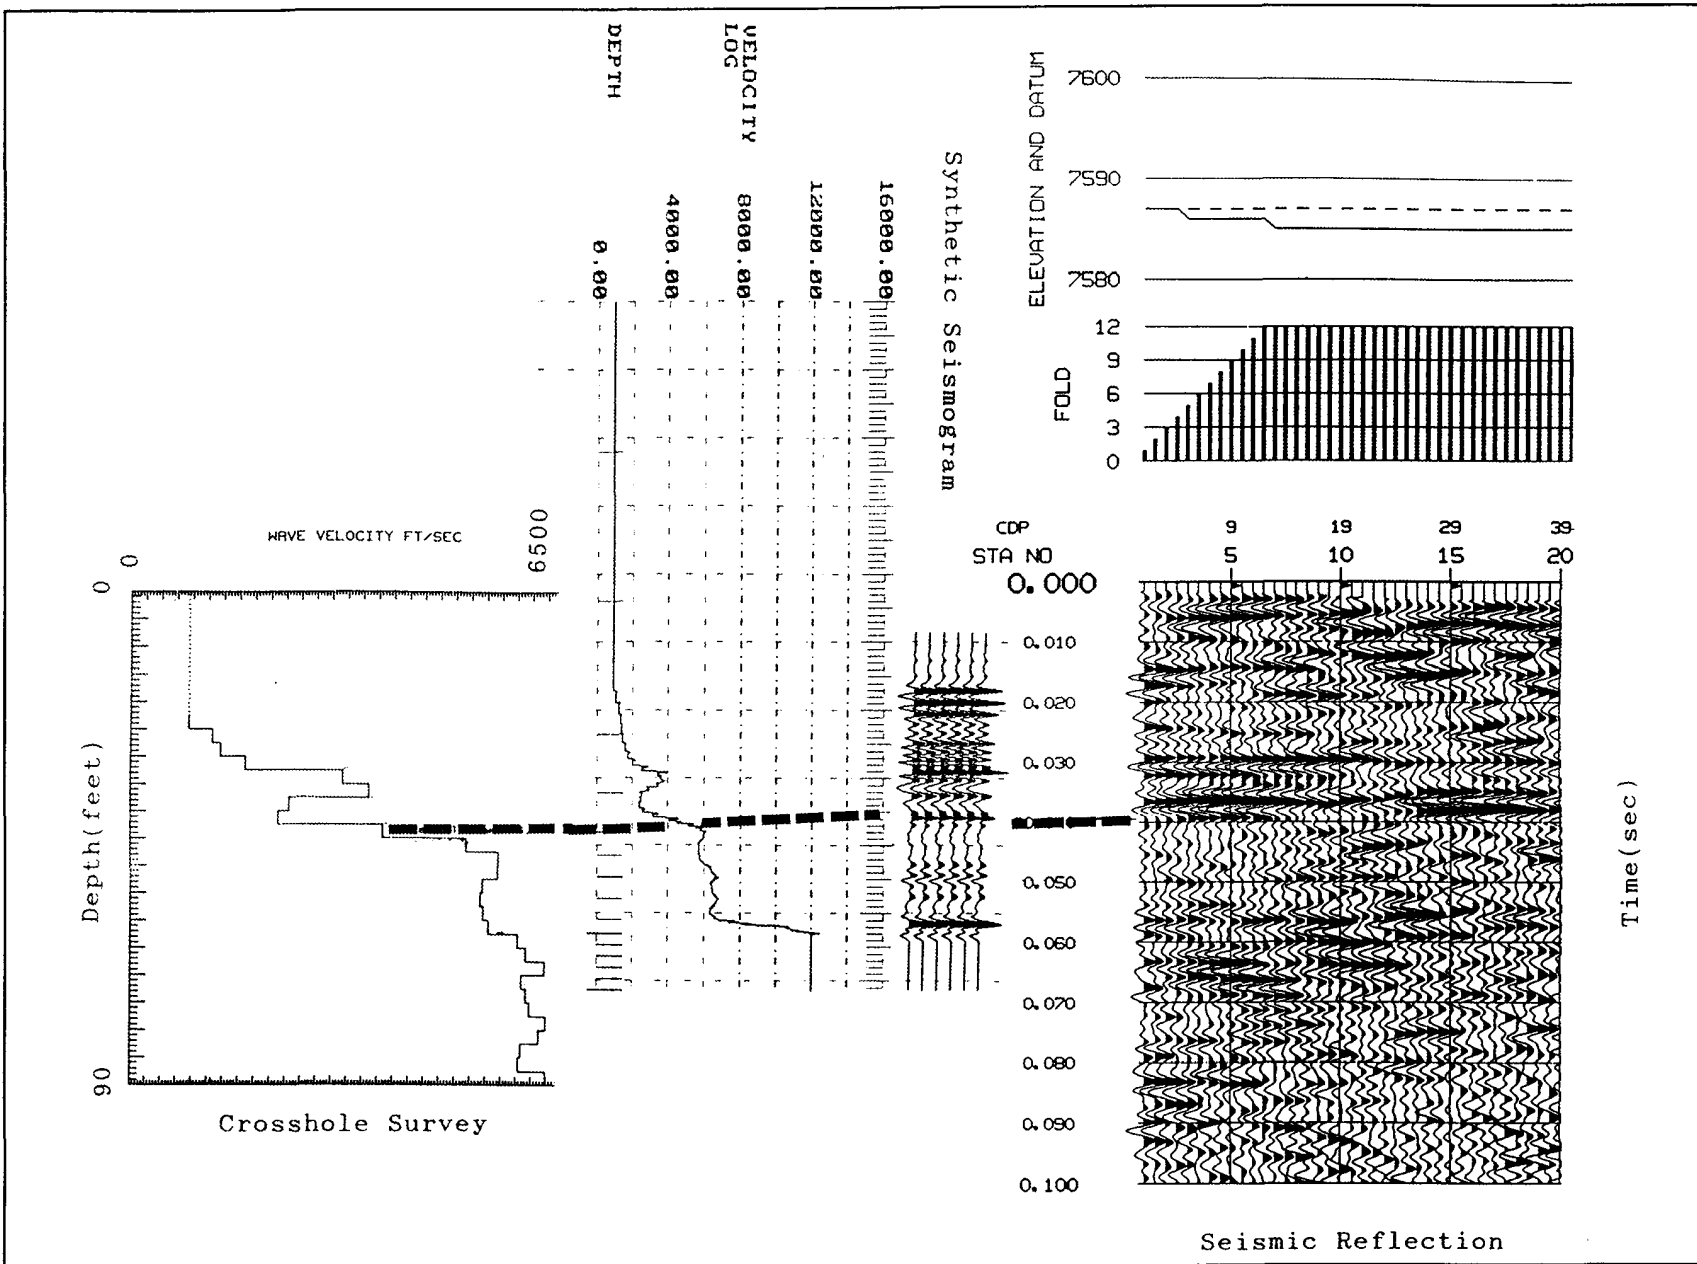 DEPTH
VELOCITY
LOG
0.00
4000.00
8000.00
12000.00
16000.00
Synthetic Seismogram
ELEVATION AND DATUM
7600
7590
7580
FOLD
12
9
6
3
0
WAVE VELOCITY FT/SEC
0
6500
0
90
Depth(feet)
Crosshole Survey
CDP 9 19 29 39
STA NO 5 10 15 20
0.000
0.010
0.020
0.030
0.050
0.060
0.070
0.080
0.090
0.100
Time(sec)
Seismic Reflection